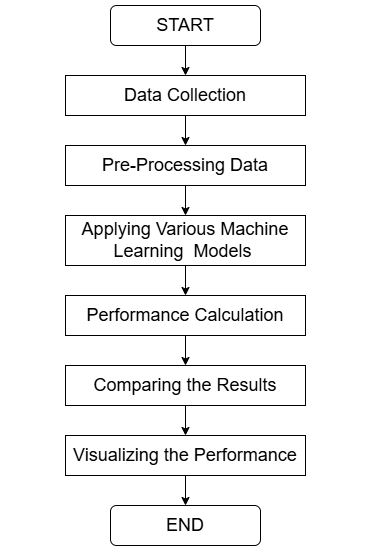 START
Data Collection
Pre-Processing Data
Applying Various Machine
Learning  Models
Performance Calculation
Comparing the Results
Visualizing the Performance
END